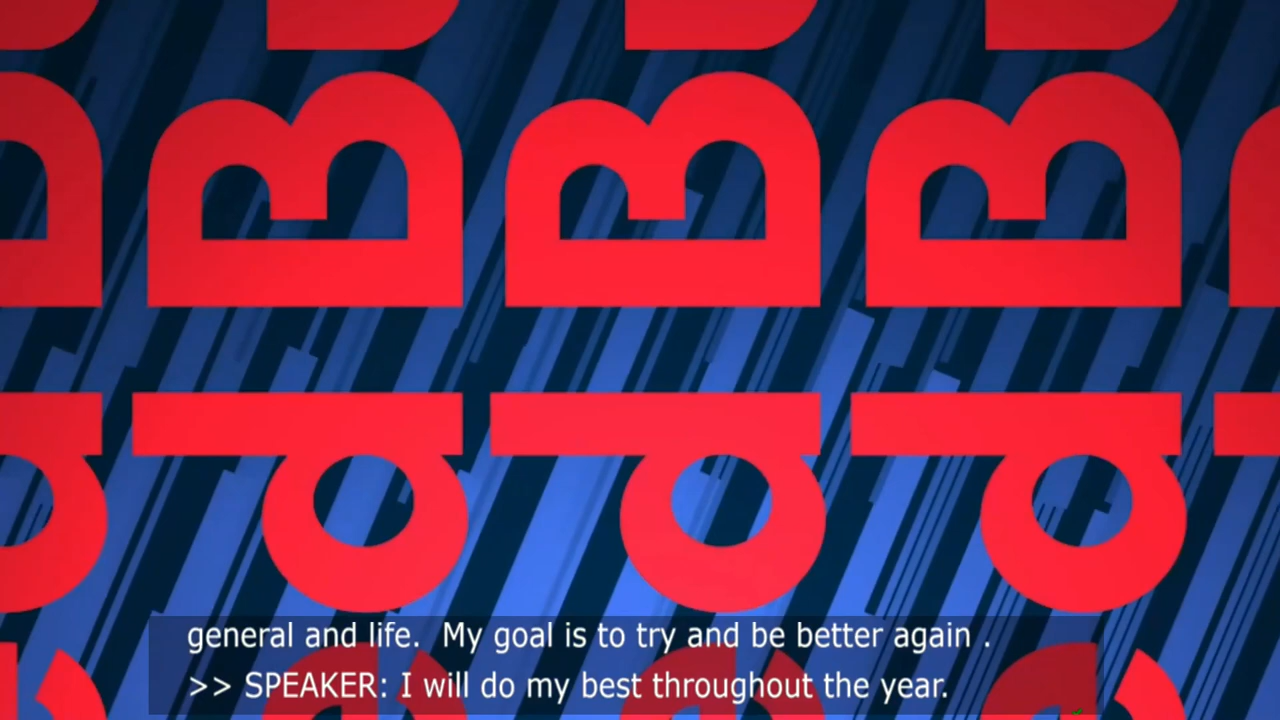 general and life. My goal is to try and be better again .
>> SPEAKER: I will do my best throughout the year.